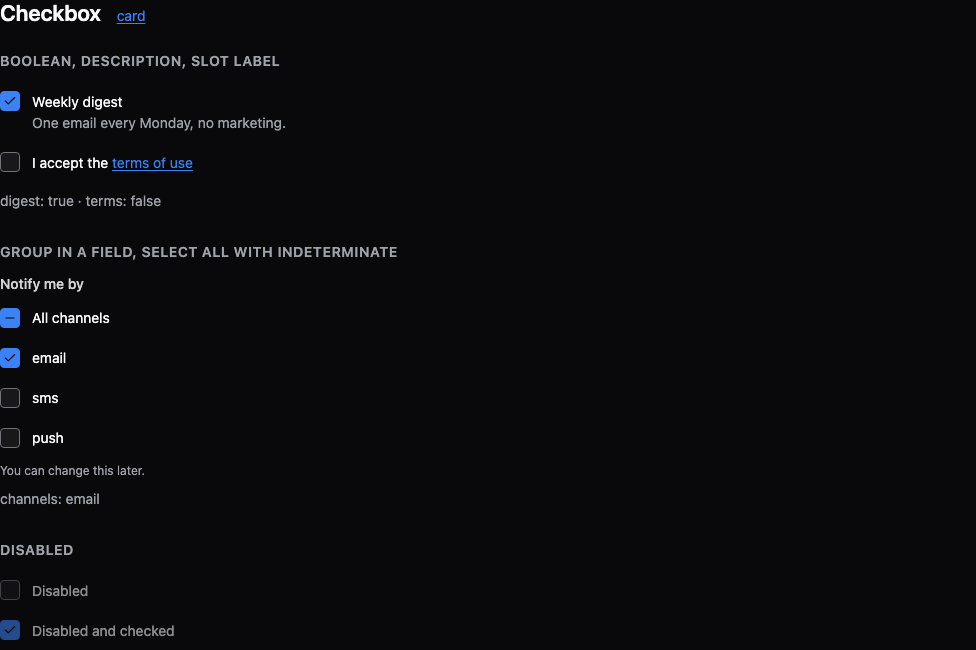 Checkbox card
BOOLEAN, DESCRIPTION, SLOT LABEL
Weekly digest
One email every Monday, no marketing.
I accept the terms of use
digest: true · terms: false
GROUP IN A FIELD, SELECT ALL WITH INDETERMINATE
Notify me by
All channels
email
sms
push
You can change this later.
channels: email
DISABLED
Disabled
Disabled and checked